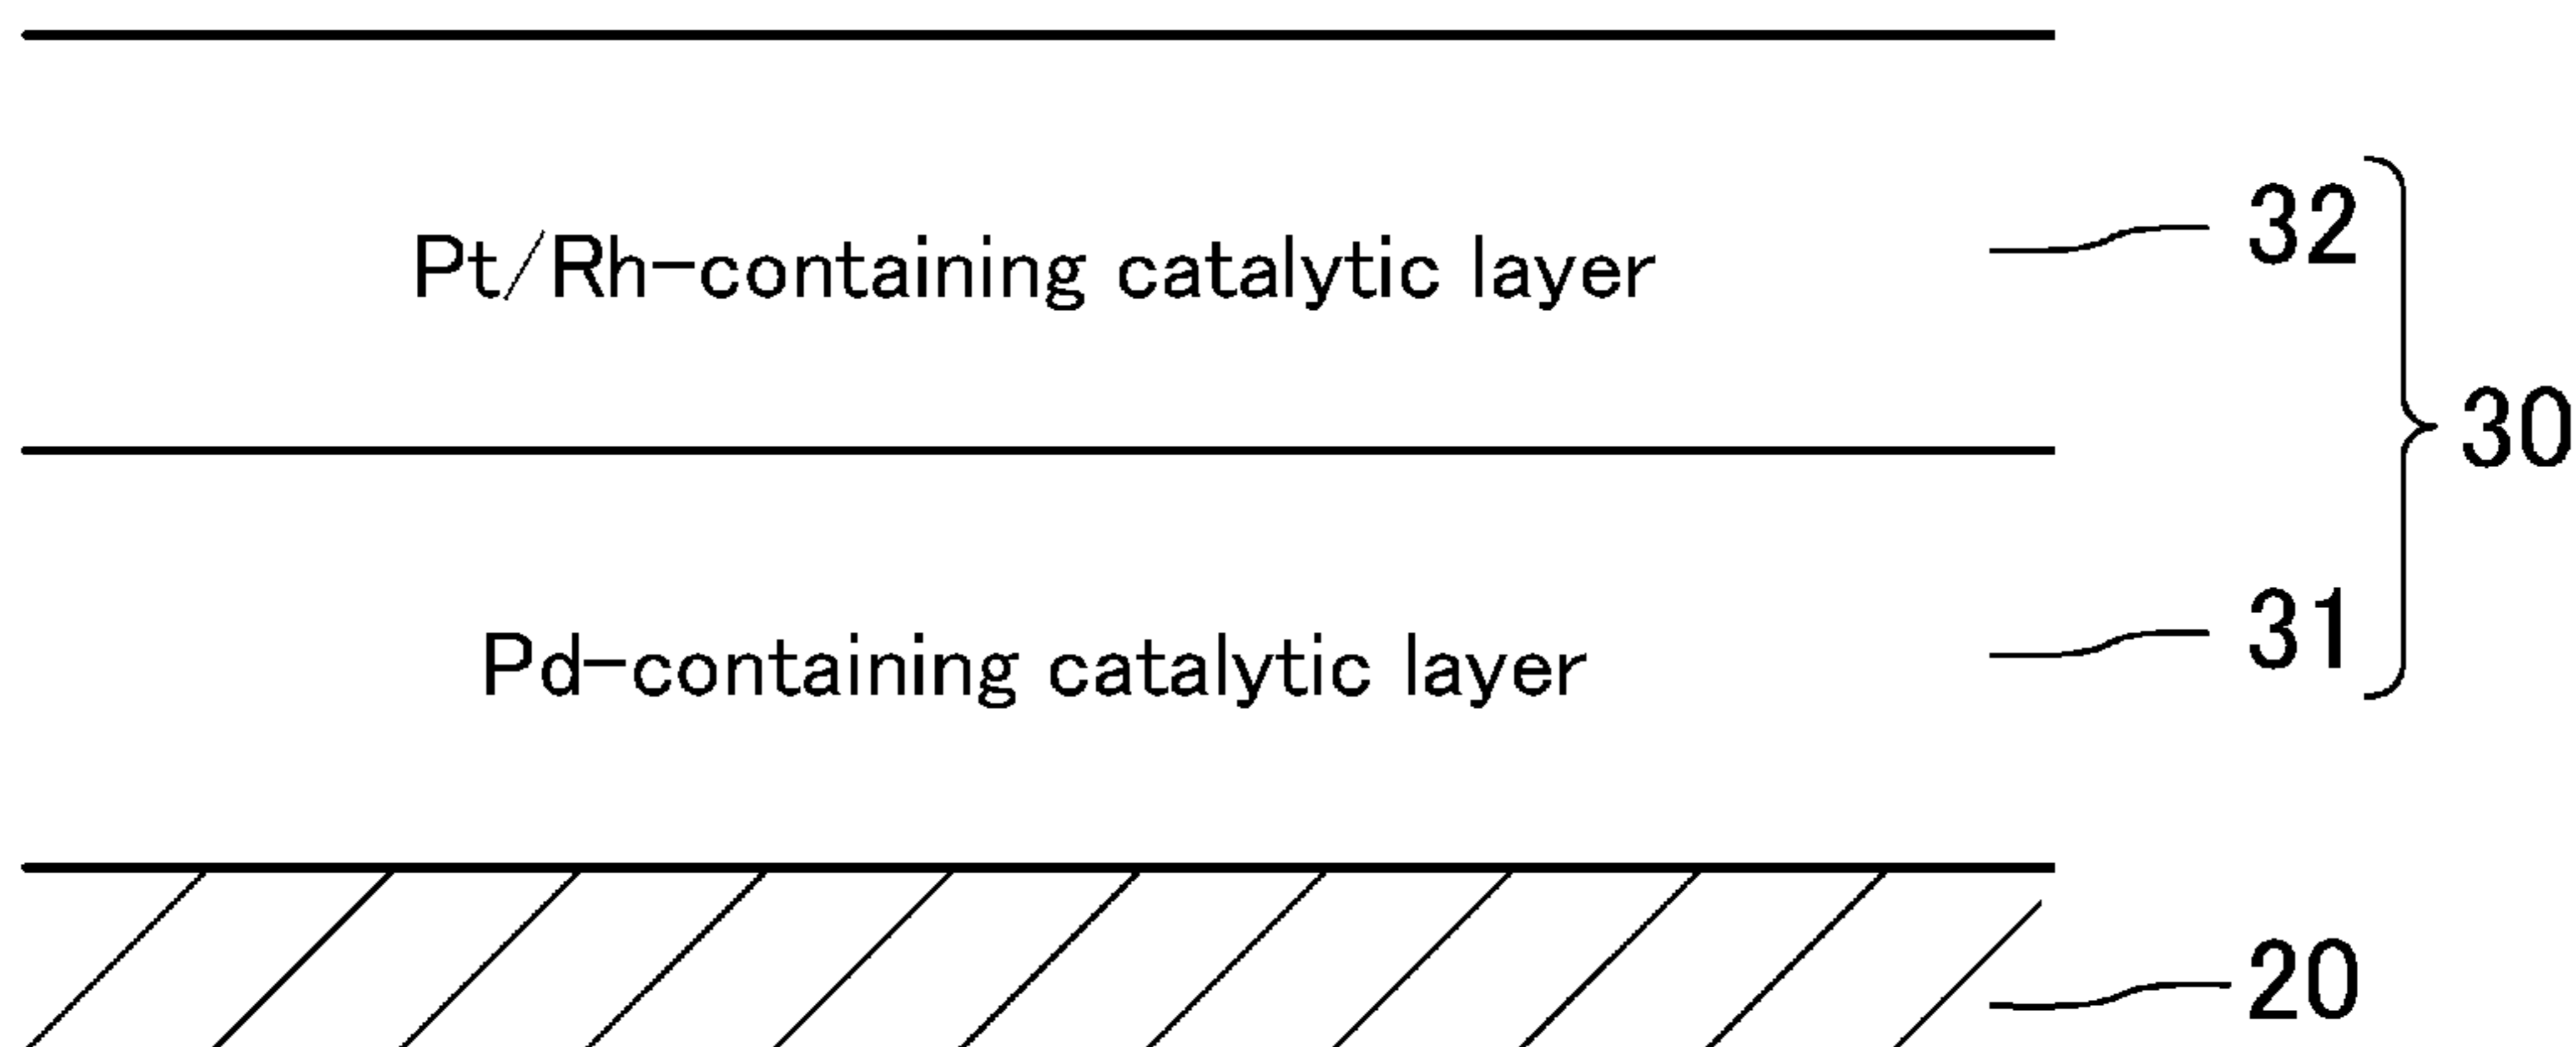 Pt/Rh-containing catalytic layer
32
30
Pd-containing catalytic layer
31
20